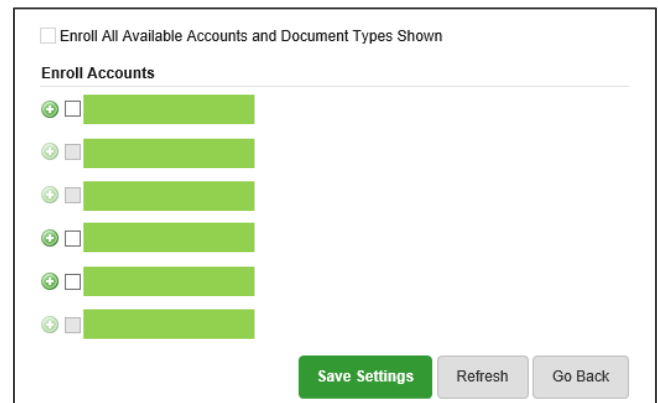 Enroll All Available Accounts and Document Types Shown
Enroll Accounts
Save Settings Refresh Go Back